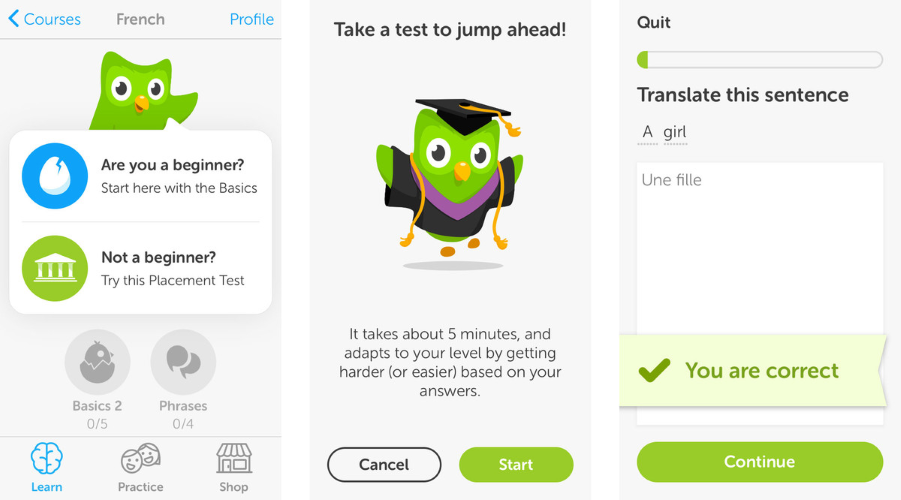 Courses
French
Profile
Are you a beginner?
Start here with the Basics
Not a beginner?
Try this Placement Test
Basics 2
0/5
Phrases
0/4
Learn
Practice
Shop
Take a test to jump ahead!
It takes about 5 minutes, and
adapts to your level by getting
harder (or easier) based on your
answers.
Cancel
Start
Quit
Translate this sentence
A girl
Une fille
You are correct
Continue